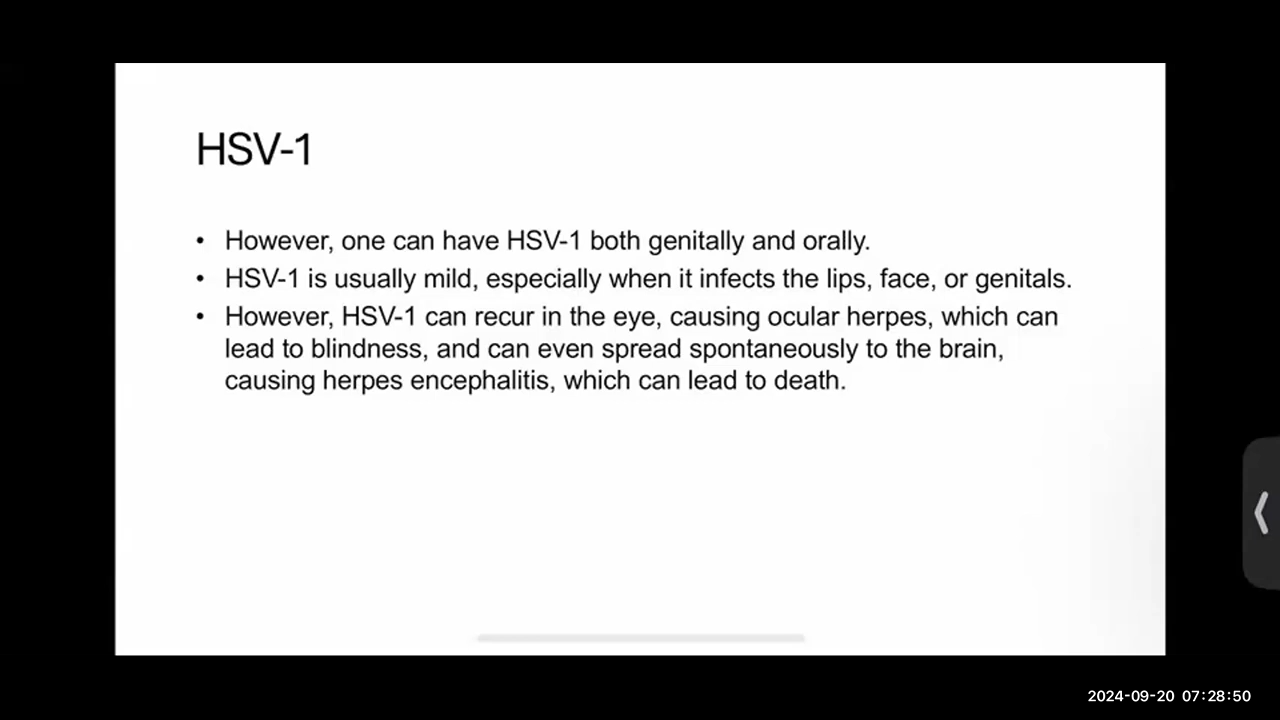 HSV-1
• However, one can have HSV-1 both genitally and orally.
• HSV-1 is usually mild, especially when it infects the lips, face, or genitals.
• However, HSV-1 can recur in the eye, causing ocular herpes, which can
lead to blindness, and can even spread spontaneously to the brain,
causing herpes encephalitis, which can lead to death.
2024-09-20 07:28:50